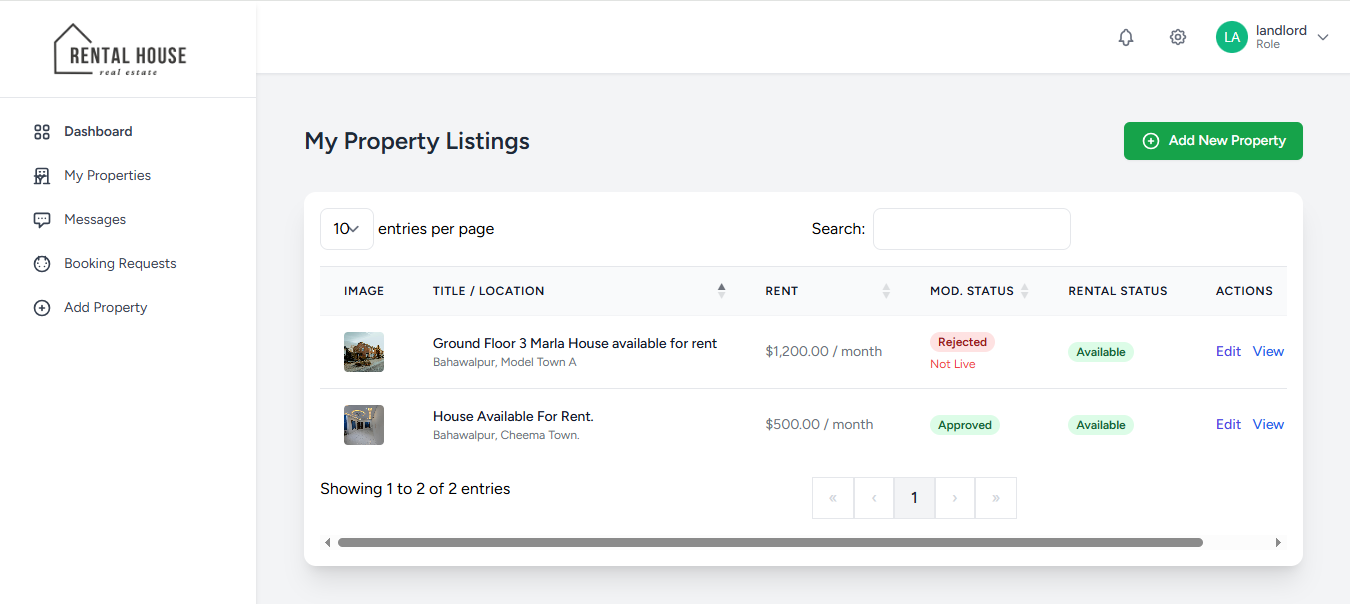 RENTAL HOUSE
real estate
LA
landlord
Role
Dashboard
My Properties
Messages
Booking Requests
Add Property
My Property Listings
Add New Property
10 entries per page
Search:
IMAGE TITLE / LOCATION RENT MOD. STATUS RENTAL STATUS ACTIONS
Ground Floor 3 Marla House available for rent
Bahawalpur, Model Town A
$1,200.00 / month
Rejected
Not Live
Available
Edit View
House Available For Rent.
Bahawalpur, Cheema Town.
$500.00 / month
Approved
Available
Edit View
Showing 1 to 2 of 2 entries
« ‹ 1 › »